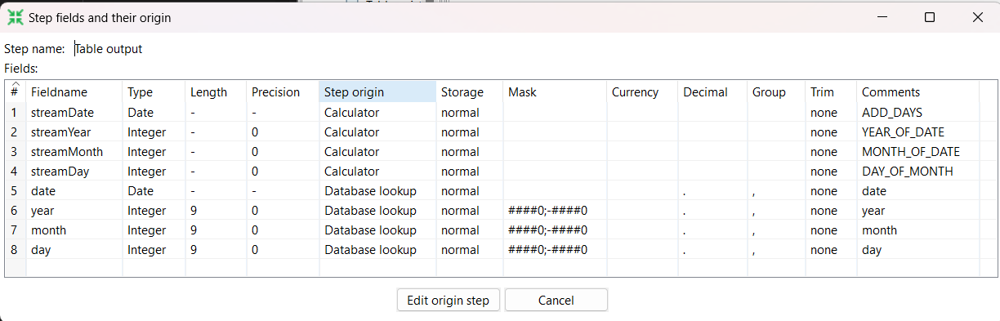 Step fields and their origin
Step name: Table output
Fields:
# Fieldname Type Length Precision Step origin Storage Mask Currency Decimal Group Trim Comments
1 streamDate Date - - Calculator normal none ADD_DAYS
2 streamYear Integer - 0 Calculator normal none YEAR_OF_DATE
3 streamMonth Integer - 0 Calculator normal none MONTH_OF_DATE
4 streamDay Integer - 0 Calculator normal none DAY_OF_MONTH
5 date Date - - Database lookup normal . , none date
6 year Integer 9 0 Database lookup normal ####0;-####0 . , none year
7 month Integer 9 0 Database lookup normal ####0;-####0 . , none month
8 day Integer 9 0 Database lookup normal ####0;-####0 . , none day
Edit origin step Cancel